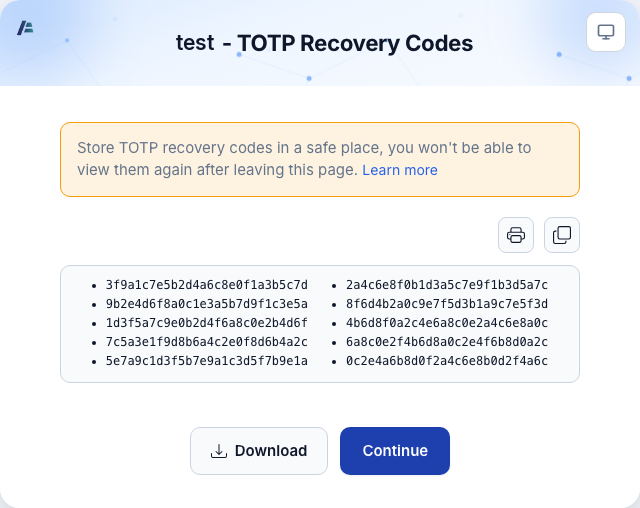 test - TOTP Recovery Codes
Store TOTP recovery codes in a safe place, you won't be able to
view them again after leaving this page. Learn more
3f9a1c7e5b2d4a6c8e0f1a3b5c7d
9b2e4d6f8a0c1e3a5b7d9f1c3e5a
1d3f5a7c9e0b2d4f6a8c0e2b4d6f
7c5a3e1f9d8b6a4c2e0f8d6b4a2c
5e7a9c1d3f5b7e9a1c3d5f7b9e1a
2a4c6e8f0b1d3a5c7e9f1b3d5a7c
8f6d4b2a0c9e7f5d3b1a9c7e5f3d
4b6d8f0a2c4e6a8c0e2a4c6e8a0c
6a8c0e2f4b6d8a0c2e4f6b8d0a2c
0c2e4a6b8d0f2a4c6e8b0d2f4a6c
Download
Continue